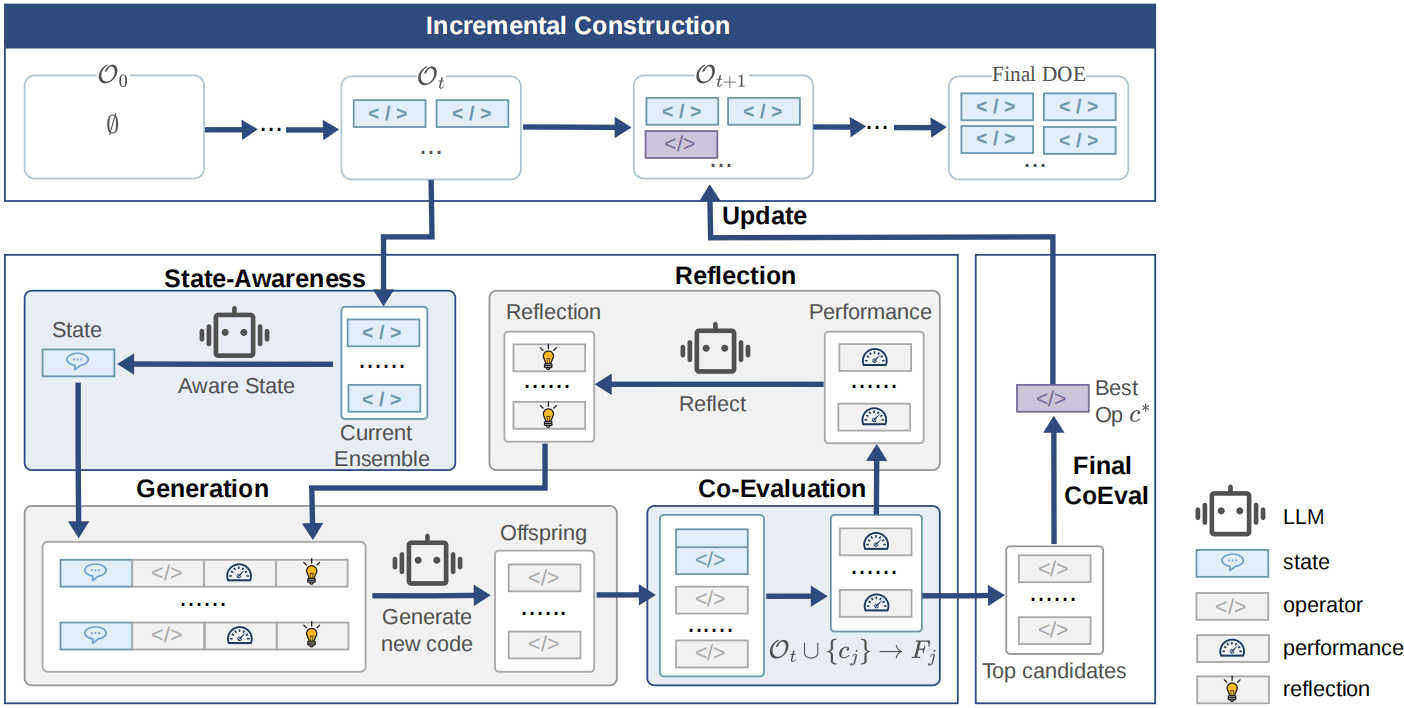 Incremental Construction
𝒪₀
∅
...
𝒪ₜ
</> </>
...
𝒪ₜ₊₁
</> </>
</>
...
...
Final DOE
</> </>
</> </>
...
Update
State-Awareness
State
Aware State
</>
......
</>
Current
Ensemble
Reflection
Reflection
......
Reflect
Performance
......
Generation
</>
......
</>
Generate
new code
Offspring
</>
......
</>
Co-Evaluation
</>
</>
......
</>
......
𝒪ₜ ∪ {cⱼ} → Fⱼ
</>
Best
Op c*
Final
CoEval
</>
......
</>
Top candidates
LLM
state
</> operator
performance
reflection